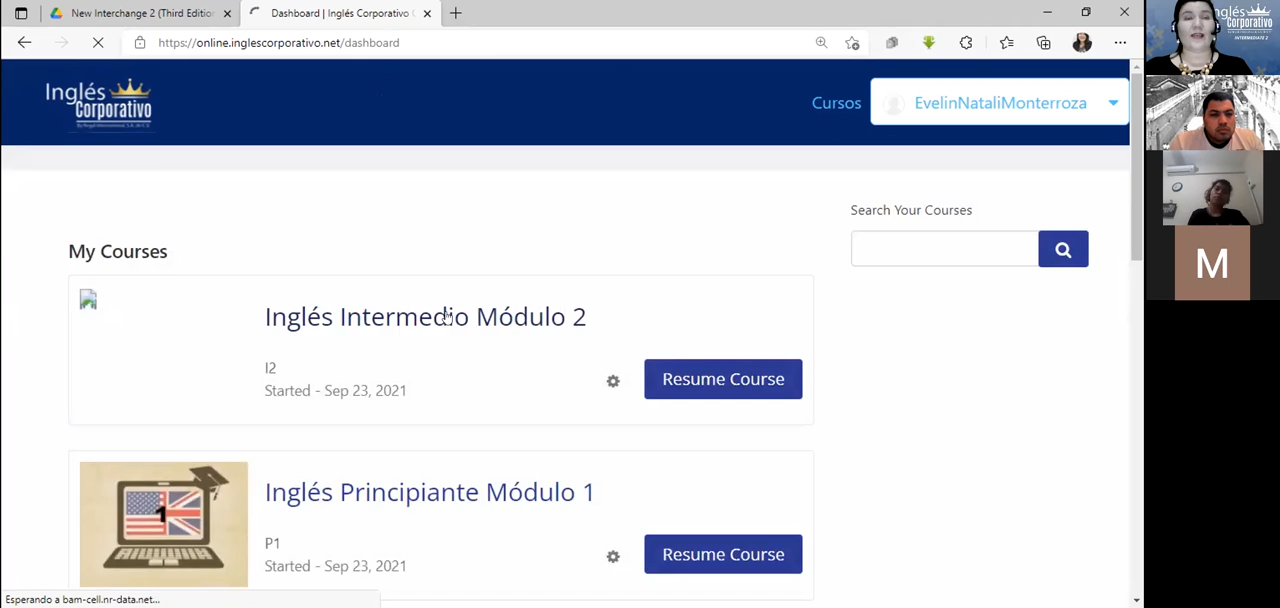 New Interchange 2 (Third Edition
Dashboard | Inglés Corporativo
https://online.inglescorporativo.net/dashboard
Inglés
Corporativo
Cursos
EvelinNataliMonterroza
Search Your Courses
My Courses
Inglés Intermedio Módulo 2
I2
Started - Sep 23, 2021
Resume Course
Inglés Principiante Módulo 1
1
P1
Started - Sep 23, 2021
Resume Course
Esperando a bam-cell.nr-data.net...
Inglés
Corporativo
INTERMEDIATE 2
M